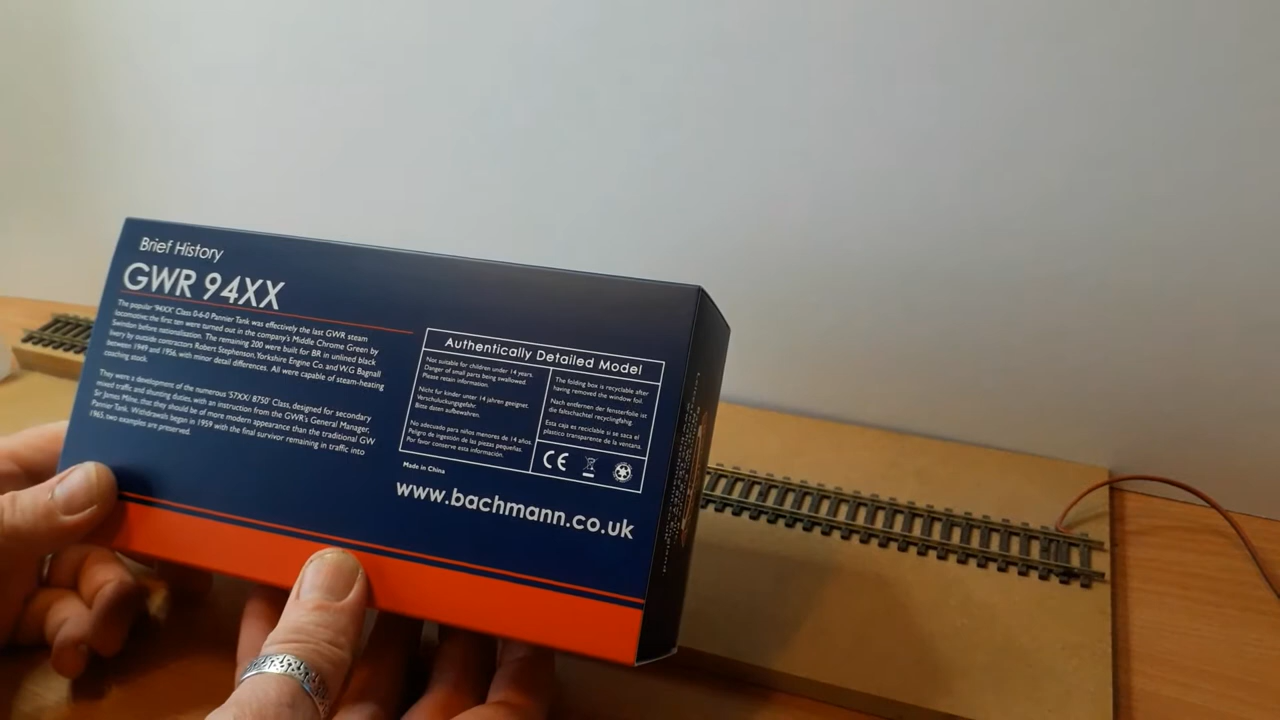 Brief History
GWR 94XX
The popular '94XX' Class 0-6-0 Pannier Tank was effectively the last GWR steam
locomotive; the first ten were turned out in the company's Middle Chrome Green by
Swindon before nationalisation. The remaining 200 were built for BR in unlined black
livery by outside contractors Robert Stephenson, Yorkshire Engine Co. and W.G Bagnall
between 1949 and 1956, with minor detail differences. All were capable of steam-heating
coaching stock.
They were a development of the numerous '57XX/ 8750' Class, designed for secondary
mixed traffic and shunting duties, with an instruction from the GWR's General Manager,
Sir James Milne, that they should be of more modern appearance than the traditional GW
Pannier Tank. Withdrawals began in 1959 with the final survivor remaining in traffic into
1965, two examples are preserved.
Authentically Detailed Model
Not suitable for children under 14 years.
Danger of small parts being swallowed.
Please retain information.
Nicht fur kinder unter 14 jahren geeignet.
Verschuluckungsgefahr
Bitte daten aufbewahren.
No adecuado para niños menores de 14 años.
Peligro de ingestión de las piezas pequeñas.
Por favor conserve esta información.
The folding box is recyclable after
having removed the window foil.
Nach entfernen der fensterfolie ist
die faltschachtel recyclingfahig.
Esta caja es reciclable si se saca el
plastico transparente de la ventana.
CE
Made in China
www.bachmann.co.uk